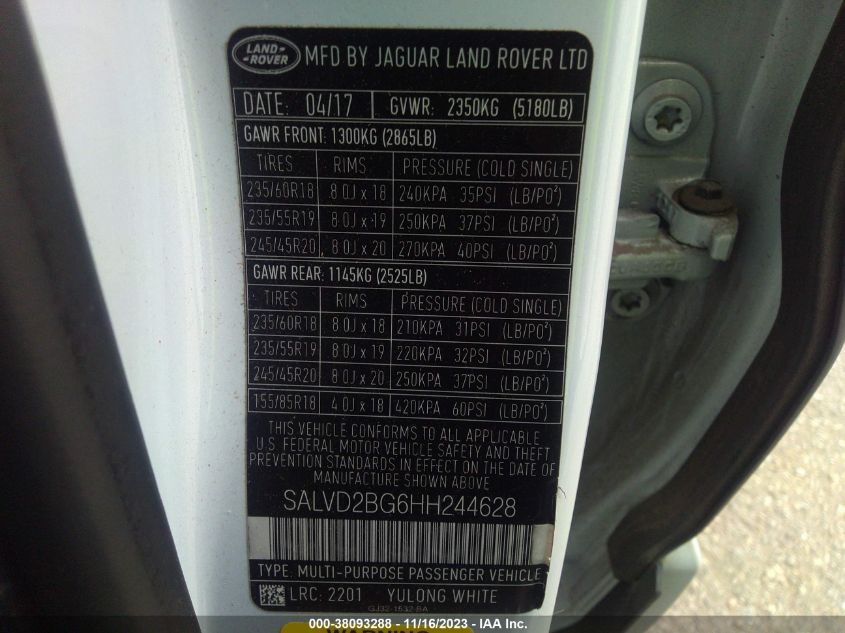 LAND-
-ROVER
MFD BY JAGUAR LAND ROVER LTD
DATE: 04/17 GVWR: 2350KG (5180LB)
GAWR FRONT: 1300KG (2865LB)
TIRES RIMS PRESSURE (COLD SINGLE)
235/60R18 8.0J x 18 240KPA 35PSI (LB/PO²)
235/55R19 8.0J x 19 250KPA 37PSI (LB/PO²)
245/45R20 8.0J x 20 270KPA 40PSI (LB/PO²)
GAWR REAR: 1145KG (2525LB)
TIRES RIMS PRESSURE (COLD SINGLE)
235/60R18 8.0J x 18 210KPA 31PSI (LB/PO²)
235/55R19 8.0J x 19 220KPA 32PSI (LB/PO²)
245/45R20 8.0J x 20 250KPA 37PSI (LB/PO²)
155/85R18 4.0J x 18 420KPA 60PSI (LB/PO²)
THIS VEHICLE CONFORMS TO ALL APPLICABLE
U.S. FEDERAL MOTOR VEHICLE SAFETY AND THEFT
PREVENTION STANDARDS IN EFFECT ON THE DATE OF
MANUFACTURE SHOWN ABOVE
SALVD2BG6HH244628
TYPE: MULTI-PURPOSE PASSENGER VEHICLE
LRC: 2201 YULONG WHITE
GJ32-1532-BA
000-38093288 - 11/16/2023 - IAA Inc.
WARNING